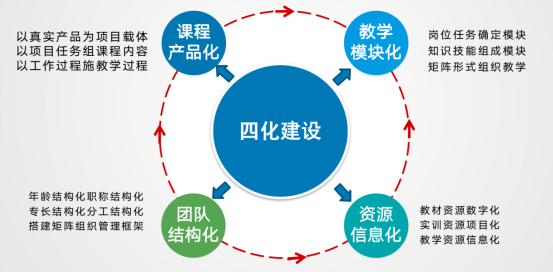 以真实产品为项目载体
以项目任务组课程内容
以工作过程施教学过程
课程
产品化
教学
模块化
岗位任务确定模块
知识技能组成模块
矩阵形式组织教学
四化建设
年龄结构化职称结构化
专长结构化分工结构化
搭建矩阵组织管理框架
团队
结构化
资源
信息化
教材资源数字化
实训资源项目化
教学资源信息化